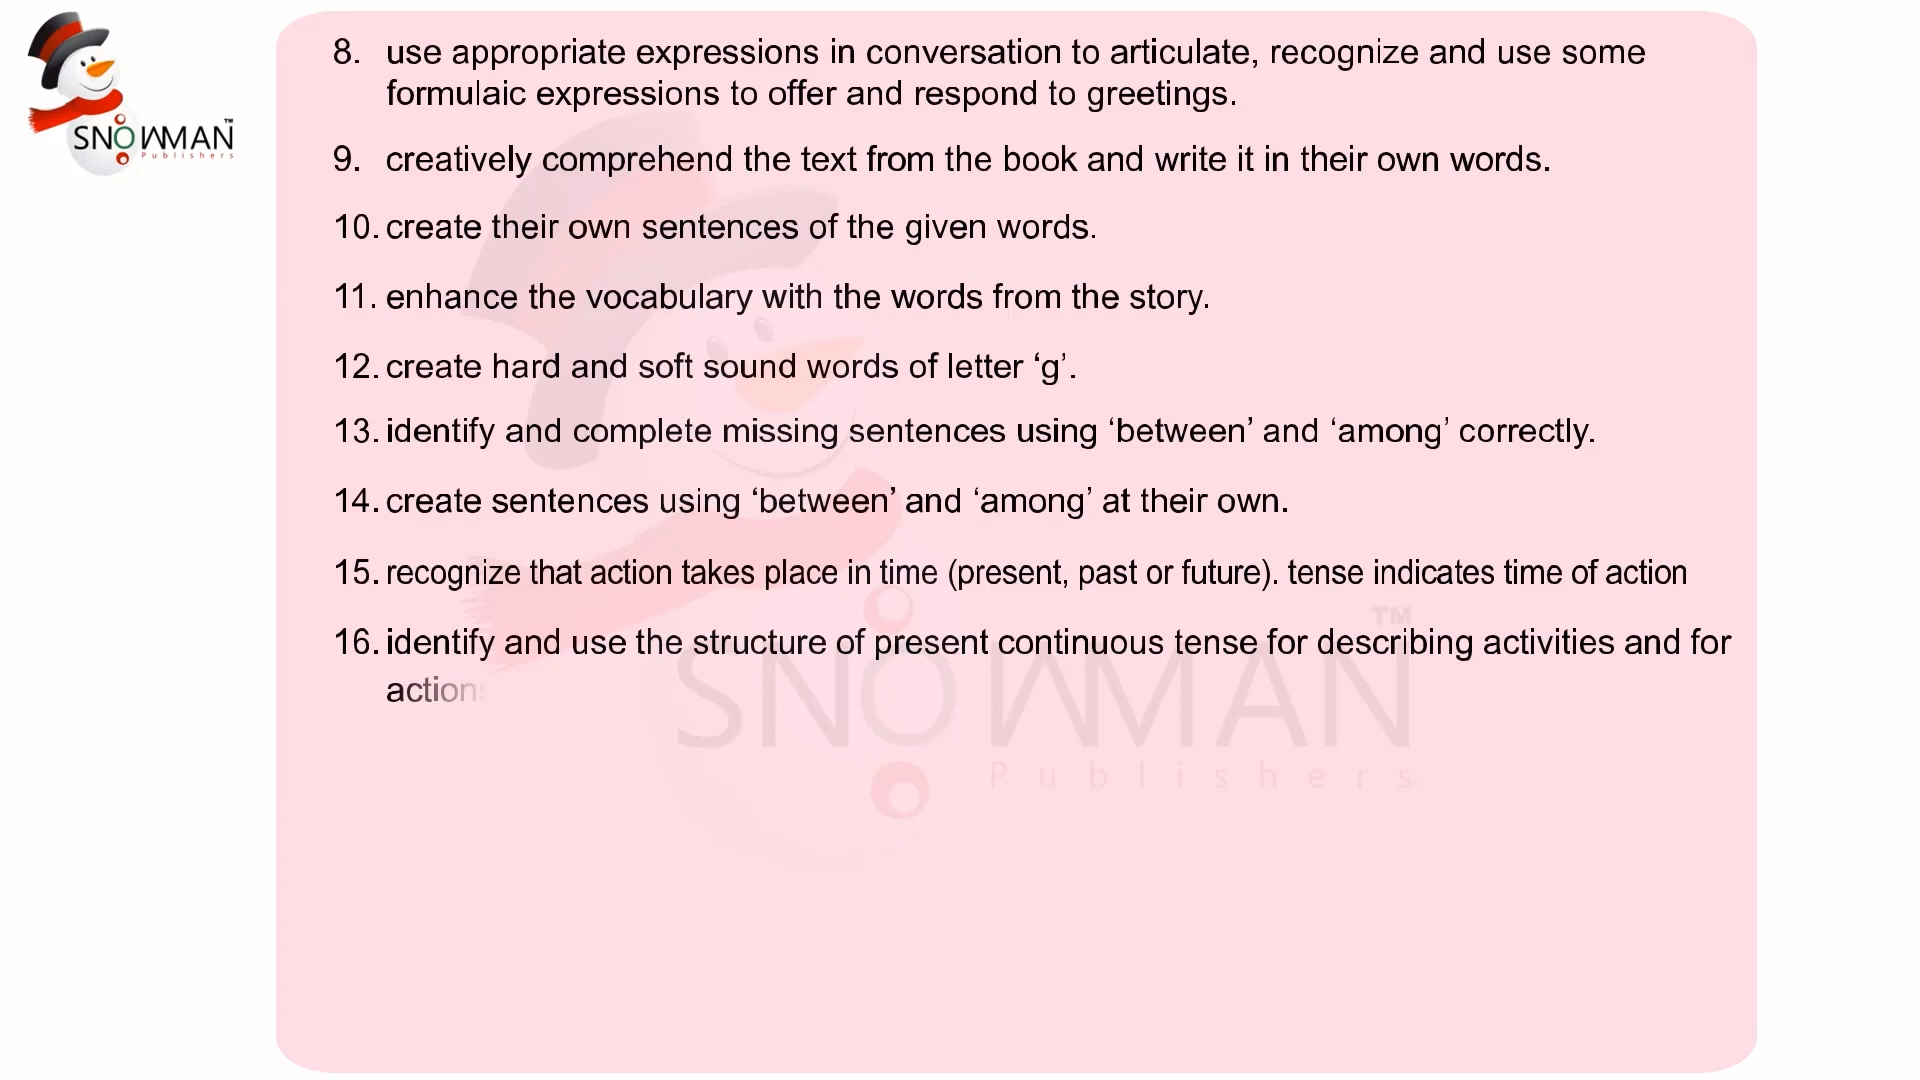 SNOWMAN
TM
Publishers
8. use appropriate expressions in conversation to articulate, recognize and use some
formulaic expressions to offer and respond to greetings.
9. creatively comprehend the text from the book and write it in their own words.
10. create their own sentences of the given words.
11. enhance the vocabulary with the words from the story.
12. create hard and soft sound words of letter ‘g’.
13. identify and complete missing sentences using ‘between’ and ‘among’ correctly.
14. create sentences using ‘between’ and ‘among’ at their own.
15. recognize that action takes place in time (present, past or future). tense indicates time of action
16. identify and use the structure of present continuous tense for describing activities and for
actions
TM
SNOWMAN
Publishers